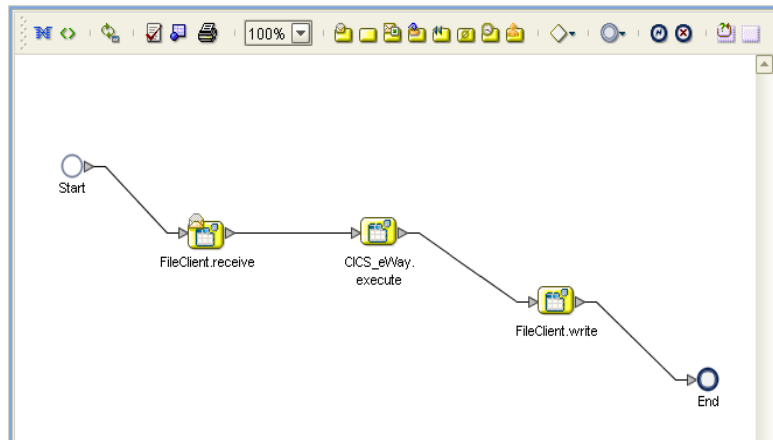 100%
Start
FileClient.receive
CICS_eWay.
execute
FileClient.write
End